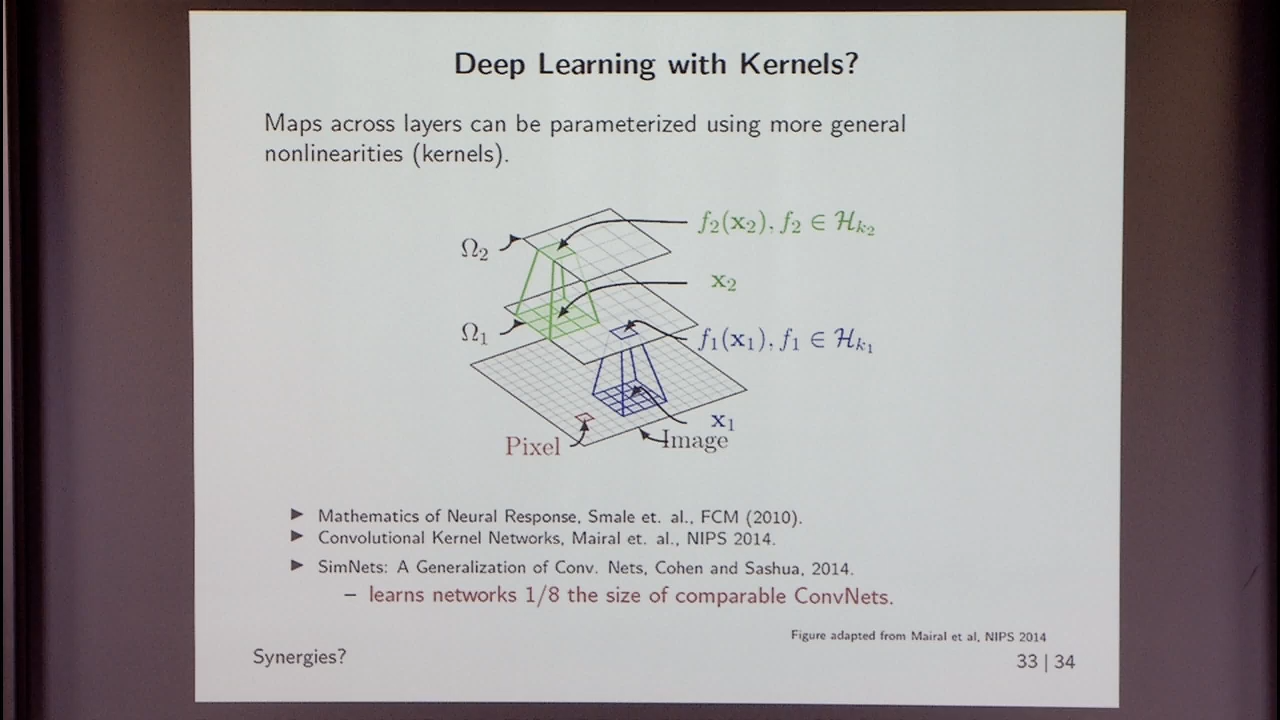 Deep Learning with Kernels?
Maps across layers can be parameterized using more general
nonlinearities (kernels).
Ω₂
f₂(x₂), f₂ ∈ ℋₖ₂
x₂
Ω₁
f₁(x₁), f₁ ∈ ℋₖ₁
x₁
Pixel
Image
▶ Mathematics of Neural Response, Smale et. al., FCM (2010).
▶ Convolutional Kernel Networks, Mairal et. al., NIPS 2014.
▶ SimNets: A Generalization of Conv. Nets, Cohen and Sashua, 2014.
– learns networks 1/8 the size of comparable ConvNets.
Figure adapted from Mairal et al, NIPS 2014
Synergies?
33 | 34